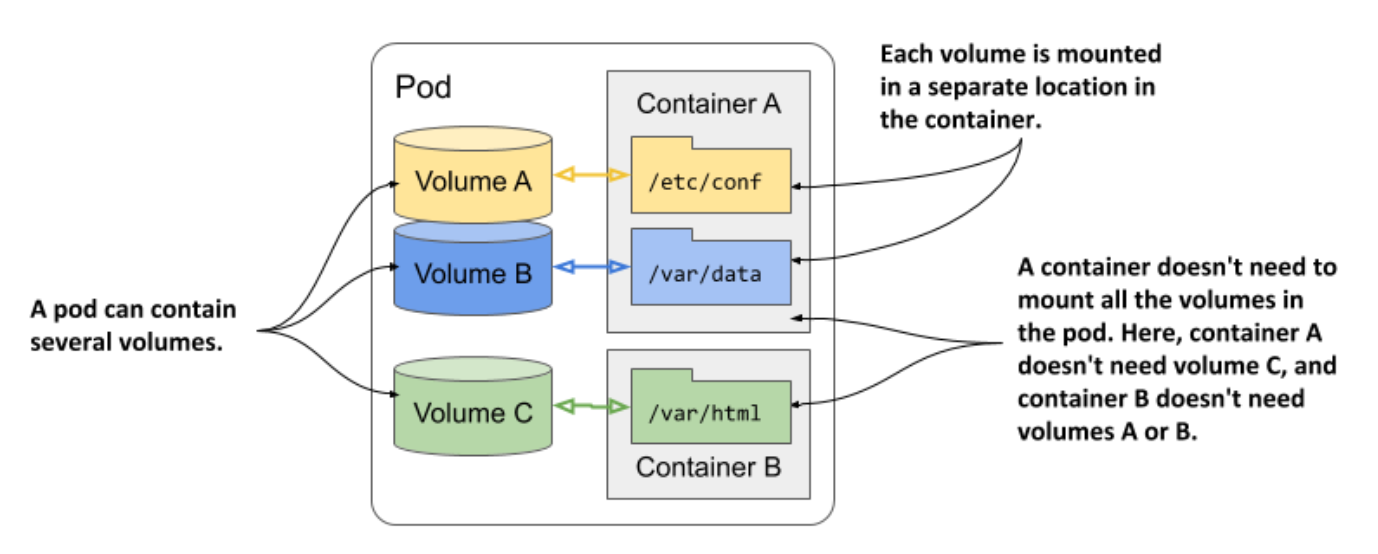 Pod
Container A
Volume A
/etc/conf
Volume B
/var/data
Volume C
/var/html
Container B
A pod can contain
several volumes.
Each volume is mounted
in a separate location in
the container.
A container doesn't need to
mount all the volumes in
the pod. Here, container A
doesn't need volume C, and
container B doesn't need
volumes A or B.